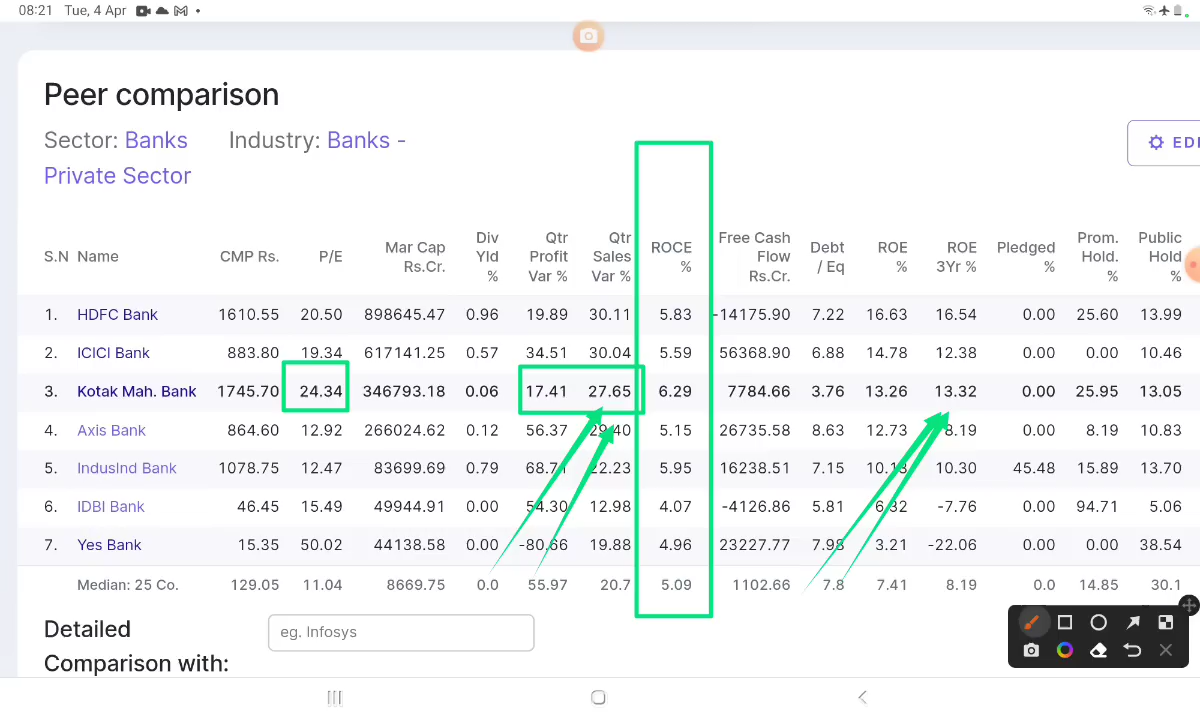 08:21 Tue, 4 Apr
Peer comparison
Sector: Banks Industry: Banks -
Private Sector
EDI
S.N Name CMP Rs. P/E Mar Cap Rs.Cr. Div Yld % Qtr Profit Var % Qtr Sales Var % ROCE % Free Cash Flow Rs.Cr. Debt / Eq ROE % ROE 3Yr % Pledged % Prom. Hold. % Public Hold %
1. HDFC Bank 1610.55 20.50 898645.47 0.96 19.89 30.11 5.83 -14175.90 7.22 16.63 16.54 0.00 25.60 13.99
2. ICICI Bank 883.80 19.34 617141.25 0.57 34.51 30.04 5.59 56368.90 6.88 14.78 12.38 0.00 0.00 10.46
3. Kotak Mah. Bank 1745.70 24.34 346793.18 0.06 17.41 27.65 6.29 7784.66 3.76 13.26 13.32 0.00 25.95 13.05
4. Axis Bank 864.60 12.92 266024.62 0.12 56.37 29.40 5.15 26735.58 8.63 12.73 8.19 0.00 8.19 10.83
5. IndusInd Bank 1078.75 12.47 83699.69 0.79 22.23 5.95 16238.51 7.15 10.30 45.48 15.89 13.70
6. IDBI Bank 46.45 15.49 49944.91 0.00 54.30 12.98 4.07 -4126.86 5.81 -7.76 0.00 94.71 5.06
7. Yes Bank 15.35 50.02 44138.58 0.00 -80.66 19.88 4.96 23227.77 7.98 3.21 -22.06 0.00 0.00 38.54
Median: 25 Co. 129.05 11.04 8669.75 0.0 55.97 20.7 5.09 1102.66 7.8 7.41 8.19 0.0 14.85 30.1
Detailed
Comparison with:
eg. Infosys